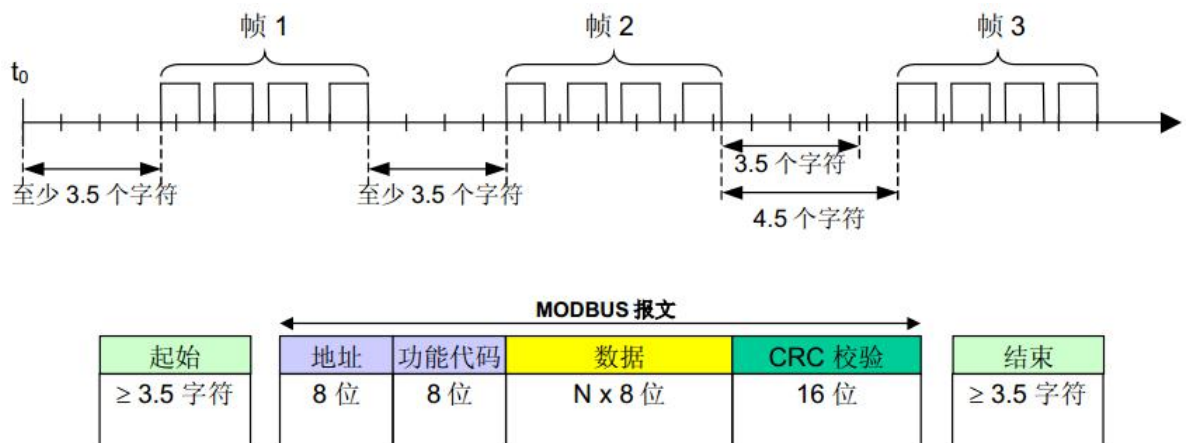 帧 1
帧 2
帧 3
t0
3.5 个字符
至少 3.5 个字符
至少 3.5 个字符
4.5 个字符
MODBUS 报文
起始
地址
功能代码
数据
CRC 校验
结束
≥ 3.5 字符
8 位
8 位
N x 8 位
16 位
≥ 3.5 字符